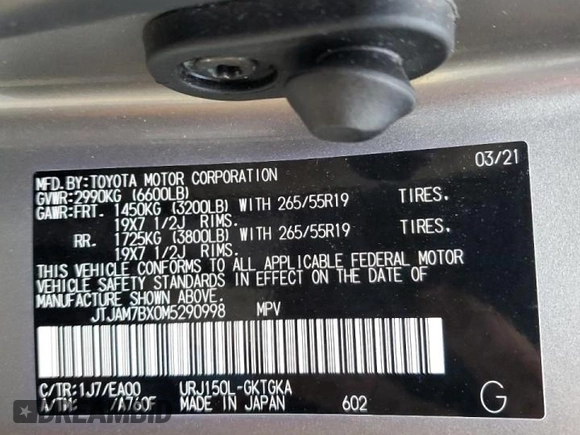 MFD.BY:TOYOTA MOTOR CORPORATION 03/21
GVWR:2990KG (6600LB)
GAWR:FRT. 1450KG (3200LB) WITH 265/55R19 TIRES.
19X7 1/2J RIMS.
RR. 1725KG (3800LB) WITH 265/55R19 TIRES.
19X7 1/2J RIMS.
THIS VEHICLE CONFORMS TO ALL APPLICABLE FEDERAL MOTOR
VEHICLE SAFETY STANDARDS IN EFFECT ON THE DATE OF
MANUFACTURE SHOWN ABOVE.
JTJAM7BX0M5290998 MPV
C/TR:1J7/EA00 URJ150L-GKTGKA
A/TM: /A760F MADE IN JAPAN 602 G
DIDBID.COM